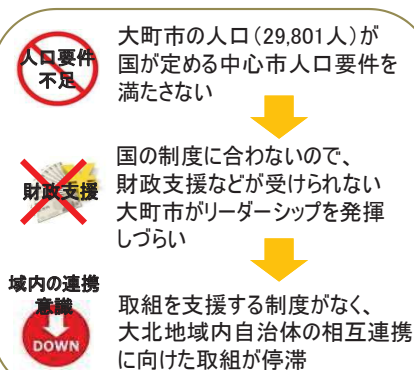 人口要件
不足
大町市の人口（29,801人）が
国が定める中心市人口要件を
満たさない
財政支援
国の制度に合わないので、
財政支援などが受けられない
大町市がリーダーシップを発揮
しづらい
域内の連携
意識
DOWN
取組を支援する制度がなく、
大北地域内自治体の相互連携
に向けた取組が停滞